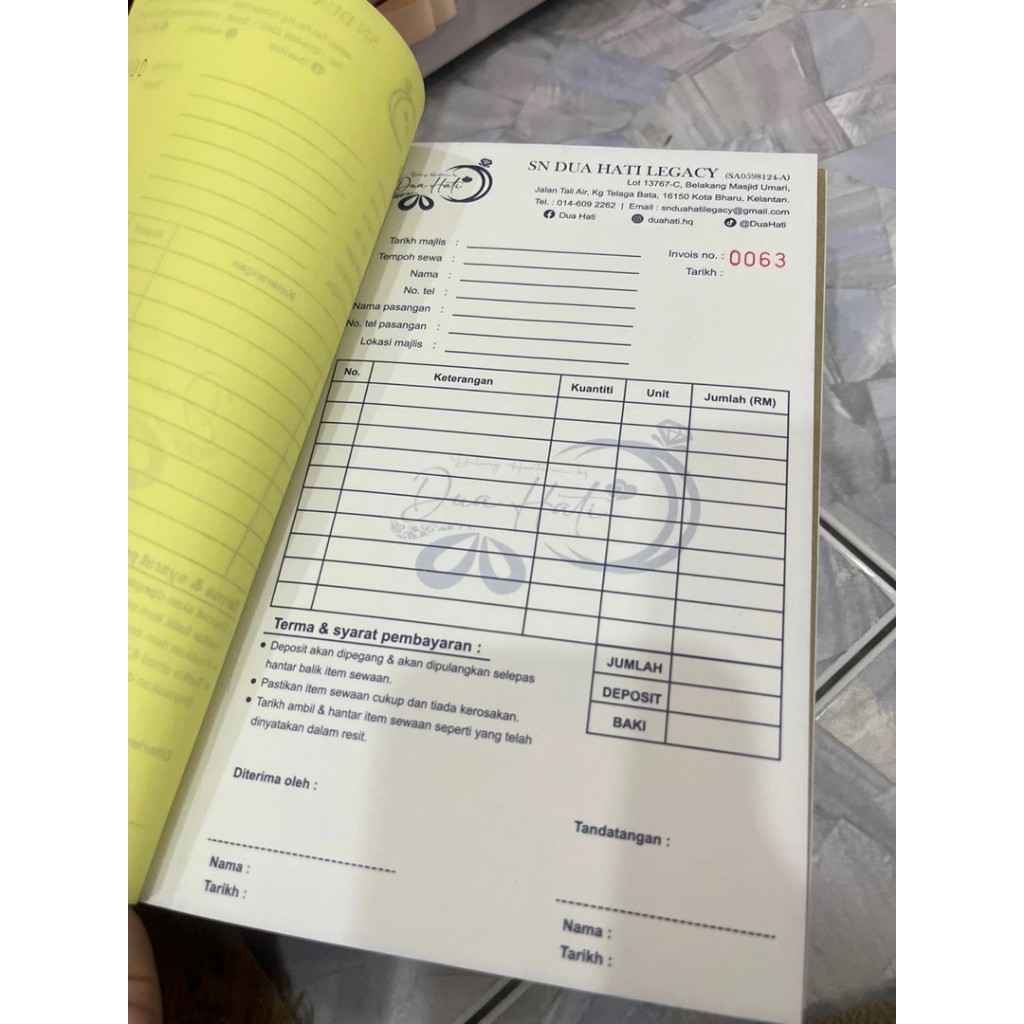 SN DUA HATI LEGACY (SA0598124-A)
Lot 13767-C, Belakang Masjid Umari,
Jalan Tali Air, Kg Telaga Bata, 16150 Kota Bharu, Kelantan.
Tel. : 014-609 2262 | Email : snduahatilegacy@gmail.com
Dua Hati duahati.hq @DuaHati
Dua Hati
Tarikh majlis :
Tempoh sewa :
Nama :
No. tel :
Nama pasangan :
No. tel pasangan :
Lokasi majlis :
Invois no. : 0063
Tarikh :
No. Keterangan Kuantiti Unit Jumlah (RM)
Dulang Hantaran by
Dua Hati
JUMLAH
DEPOSIT
BAKI
Terma & syarat pembayaran :
• Deposit akan dipegang & akan dipulangkan selepas
hantar balik item sewaan.
• Pastikan item sewaan cukup dan tiada kerosakan.
• Tarikh ambil & hantar item sewaan seperti yang telah
dinyatakan dalam resit.
Diterima oleh :
Nama :
Tarikh :
Tandatangan :
Nama :
Tarikh :